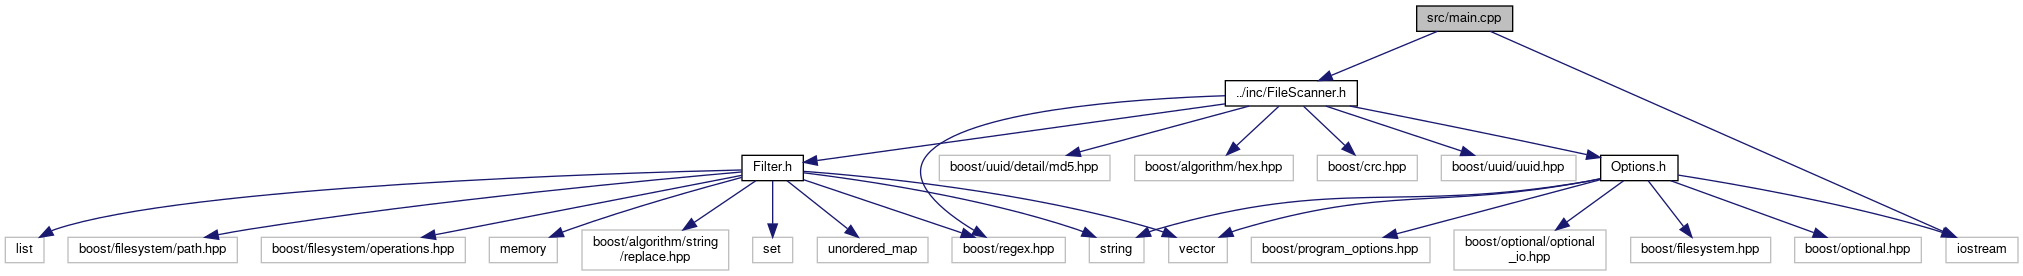 src/main.cpp
../inc/FileScanner.h
Filter.h
boost/uuid/detail/md5.hpp
boost/algorithm/hex.hpp
boost/crc.hpp
boost/uuid/uuid.hpp
Options.h
list
boost/filesystem/path.hpp
boost/filesystem/operations.hpp
memory
boost/algorithm/string
/replace.hpp
set
unordered_map
boost/regex.hpp
string
vector
boost/program_options.hpp
boost/optional/optional
_io.hpp
boost/filesystem.hpp
boost/optional.hpp
iostream